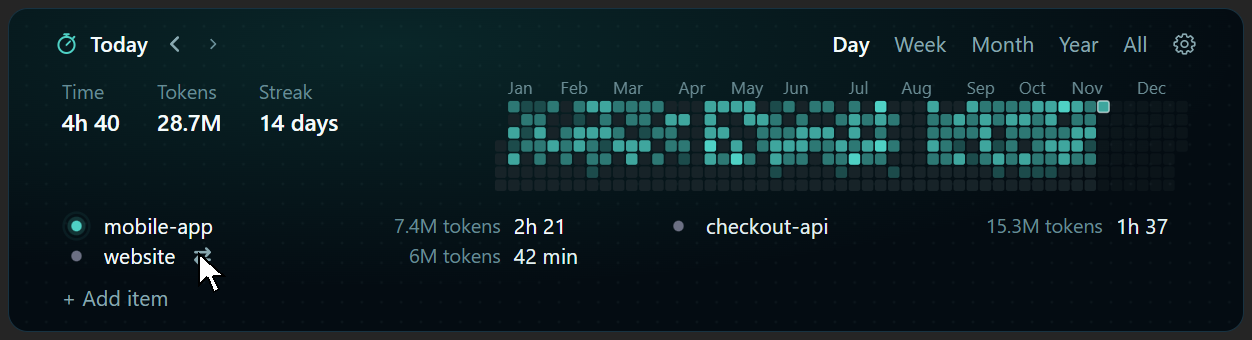 Today
Day Week Month Year All
Time Tokens Streak
4h 40 28.7M 14 days
Jan Feb Mar Apr May Jun Jul Aug Sep Oct Nov Dec
mobile-app 7.4M tokens 2h 21
checkout-api 15.3M tokens 1h 37
website 6M tokens 42 min
+ Add item